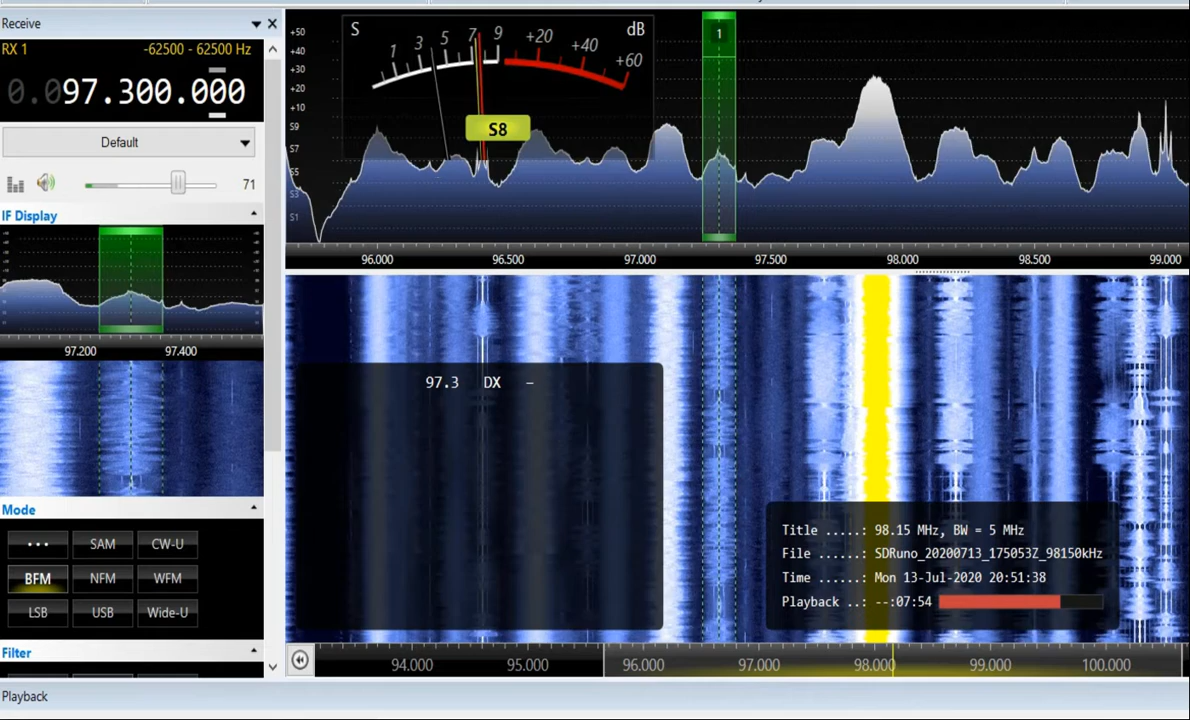 Receive
RX 1 -62500 - 62500 Hz
0.097.300.000
Default
71
IF Display
97.200 97.400
Mode
... SAM CW-U
BFM NFM WFM
LSB USB Wide-U
Filter
+50
+40
+30
+20
+10
S9
S7
S5
S3
S1
S dB
1 3 5 7 9 +20 +40 +60
S8
1
96.000 96.500 97.000 97.500 98.000 98.500 99.000
97.3 DX –
Title .....: 98.15 MHz, BW = 5 MHz
File ......: SDRuno_20200713_175053Z_98150kHz
Time ......: Mon 13-Jul-2020 20:51:38
Playback ..: --:07:54
94.000 95.000 96.000 97.000 98.000 99.000 100.000
Playback